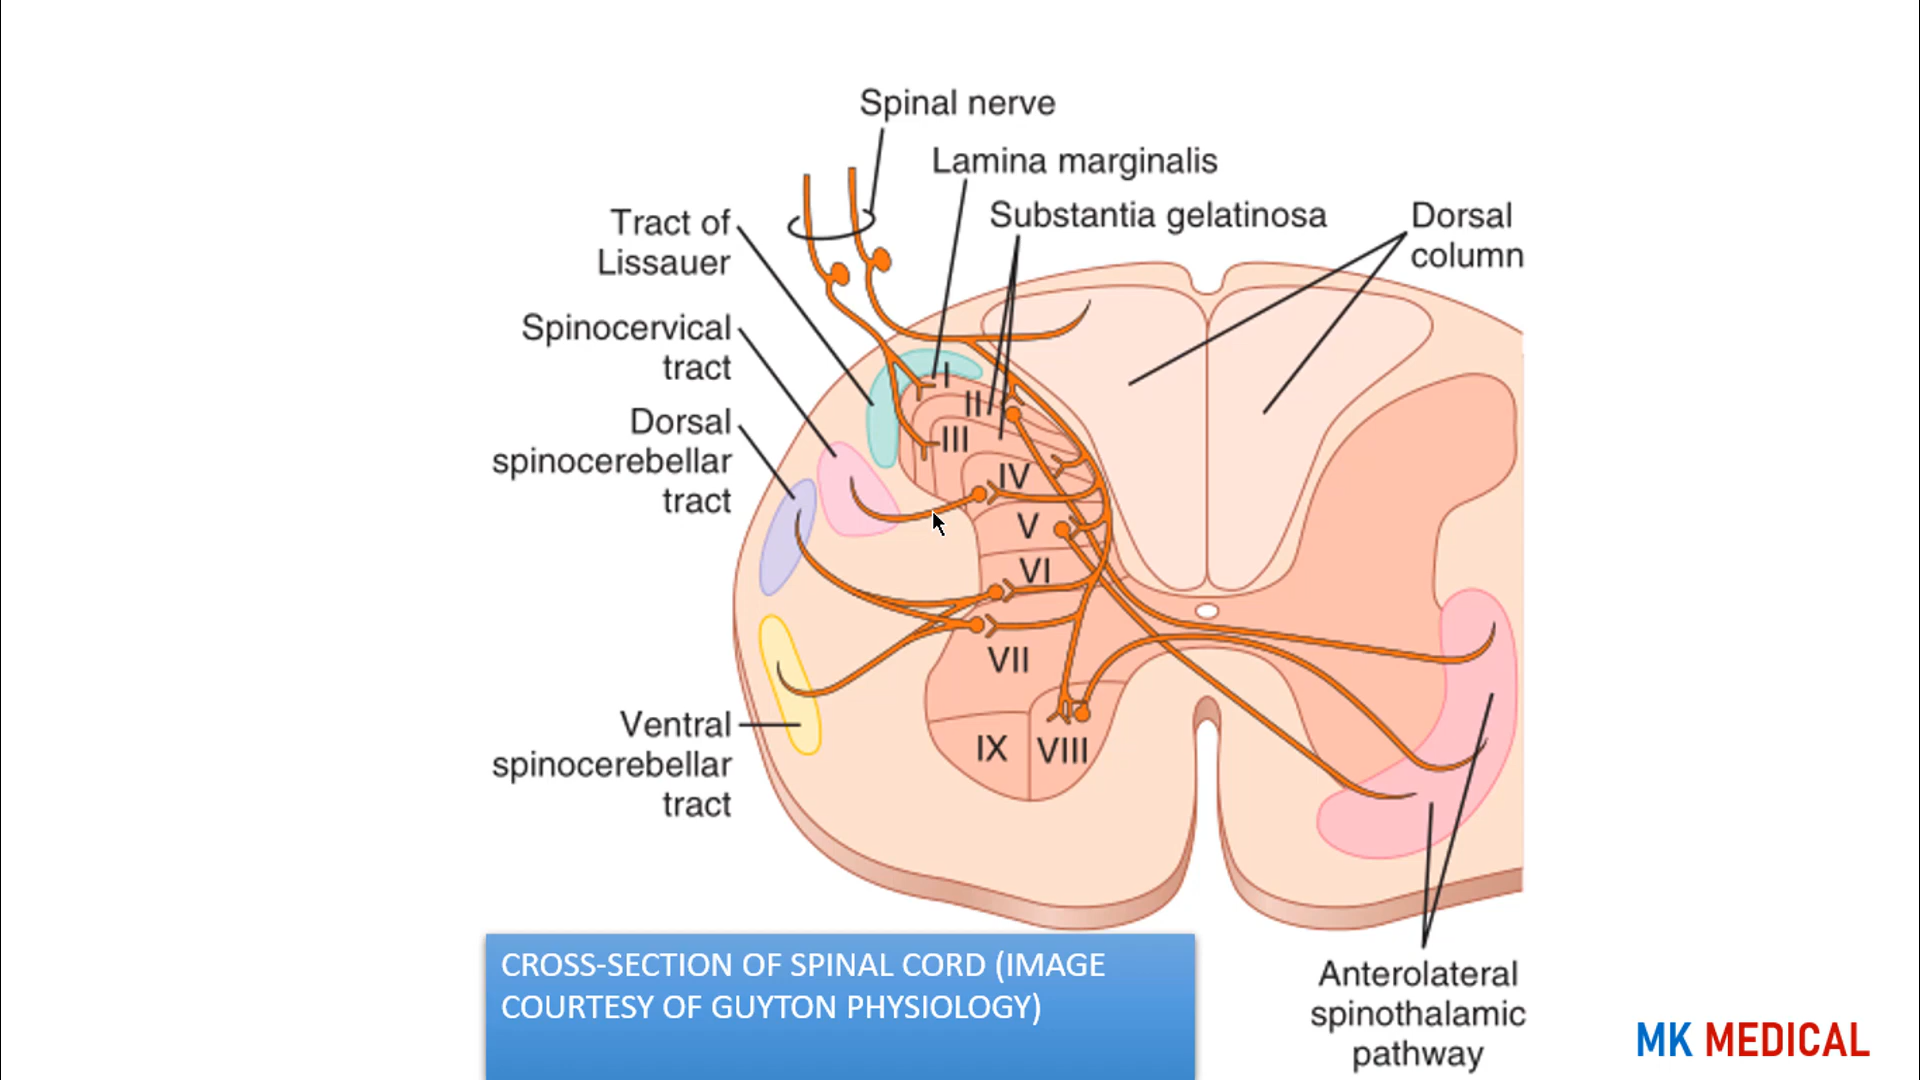 Spinal nerve
Lamina marginalis
Substantia gelatinosa
Dorsal
column
Tract of
Lissauer
Spinocervical
tract
Dorsal
spinocerebellar
tract
I
II
III
IV
V
VI
VII
IX
VIII
Ventral
spinocerebellar
tract
Anterolateral
spinothalamic
pathway
CROSS-SECTION OF SPINAL CORD (IMAGE
COURTESY OF GUYTON PHYSIOLOGY)
MK MEDICAL